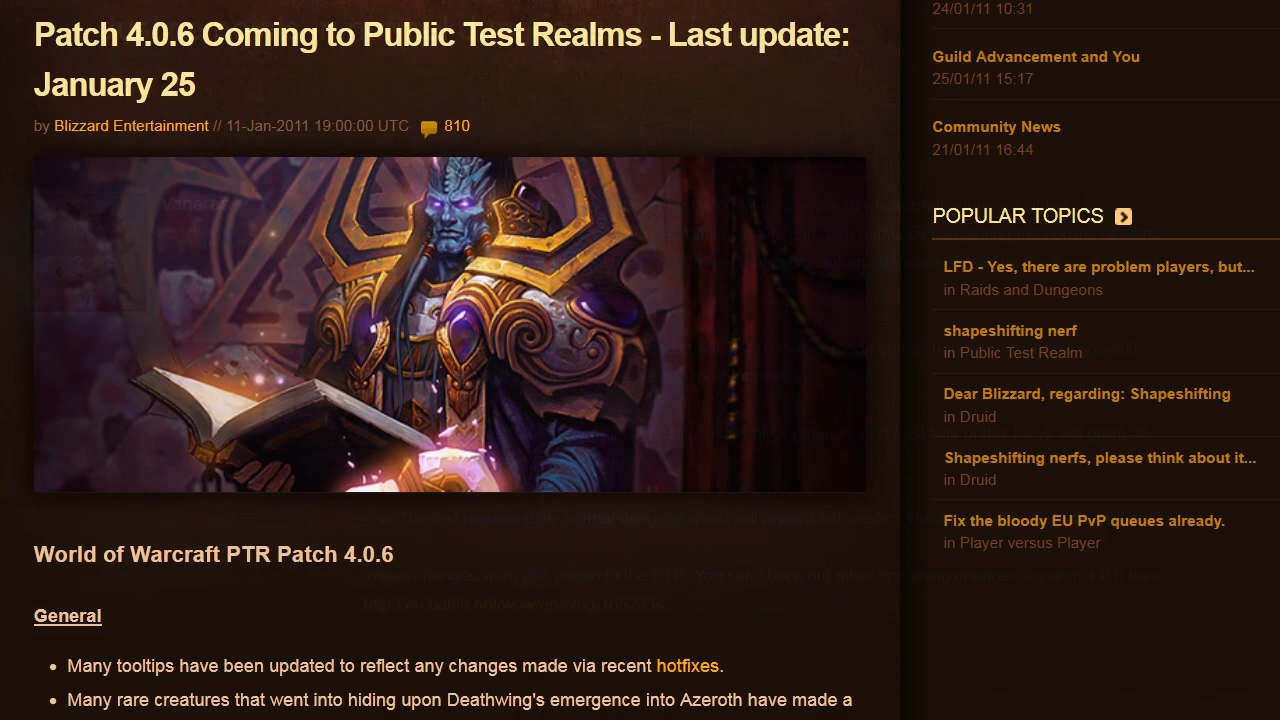 Patch 4.0.6 Coming to Public Test Realms - Last update:
January 25
by Blizzard Entertainment // 11-Jan-2011 19:00:00 UTC 810
World of Warcraft PTR Patch 4.0.6
General
• Many tooltips have been updated to reflect any changes made via recent hotfixes.
• Many rare creatures that went into hiding upon Deathwing's emergence into Azeroth have made a
24/01/11 10:31
Guild Advancement and You
25/01/11 15:17
Community News
21/01/11 16:44
POPULAR TOPICS
LFD - Yes, there are problem players, but...
in Raids and Dungeons
shapeshifting nerf
in Public Test Realm
Dear Blizzard, regarding: Shapeshifting
in Druid
Shapeshifting nerfs, please think about it...
in Druid
Fix the bloody EU PvP queues already.
in Player versus Player